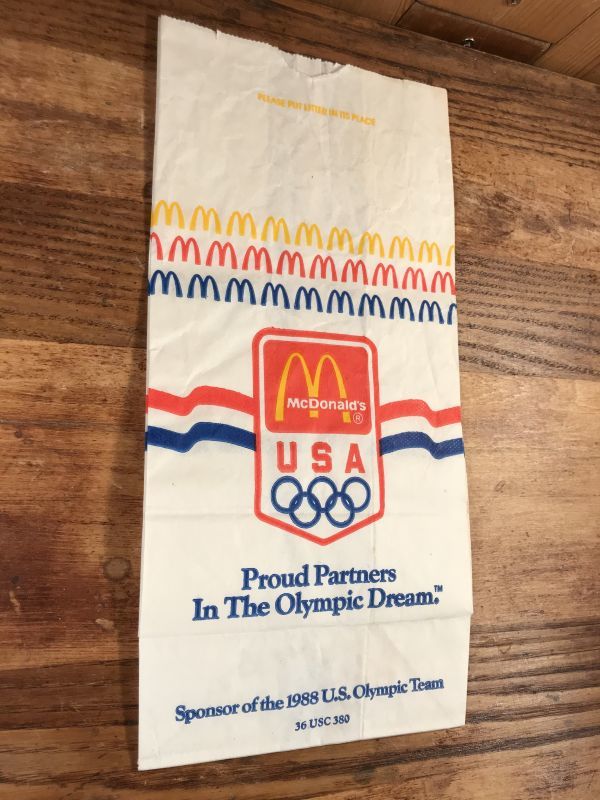 PLEASE PUT LITTER IN ITS PLACE
McDonald's
®
USA
Proud Partners
In The Olympic Dream.™
Sponsor of the 1988 U.S. Olympic Team
36 USC 380